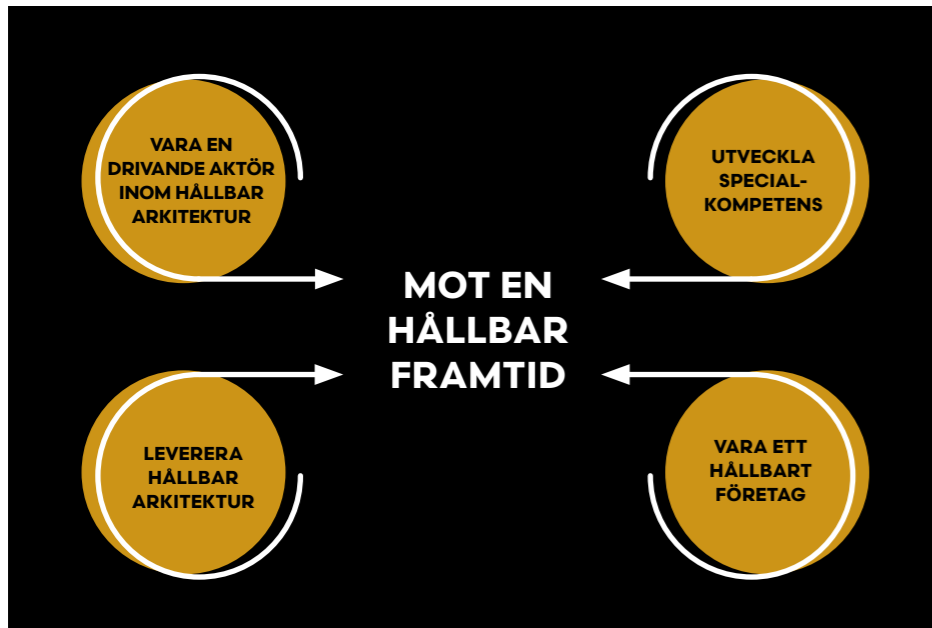 VARA EN
DRIVANDE AKTÖR
INOM HÅLLBAR
ARKITEKTUR
UTVECKLA
SPECIAL-
KOMPETENS
MOT EN
HÅLLBAR
FRAMTID
LEVERERA
HÅLLBAR
ARKITEKTUR
VARA ETT
HÅLLBART
FÖRETAG